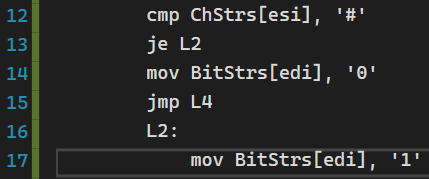 12 cmp ChStrs[esi], '#'
13 je L2
14 mov BitStrs[edi], '0'
15 jmp L4
16 L2:
17 mov BitStrs[edi], '1'